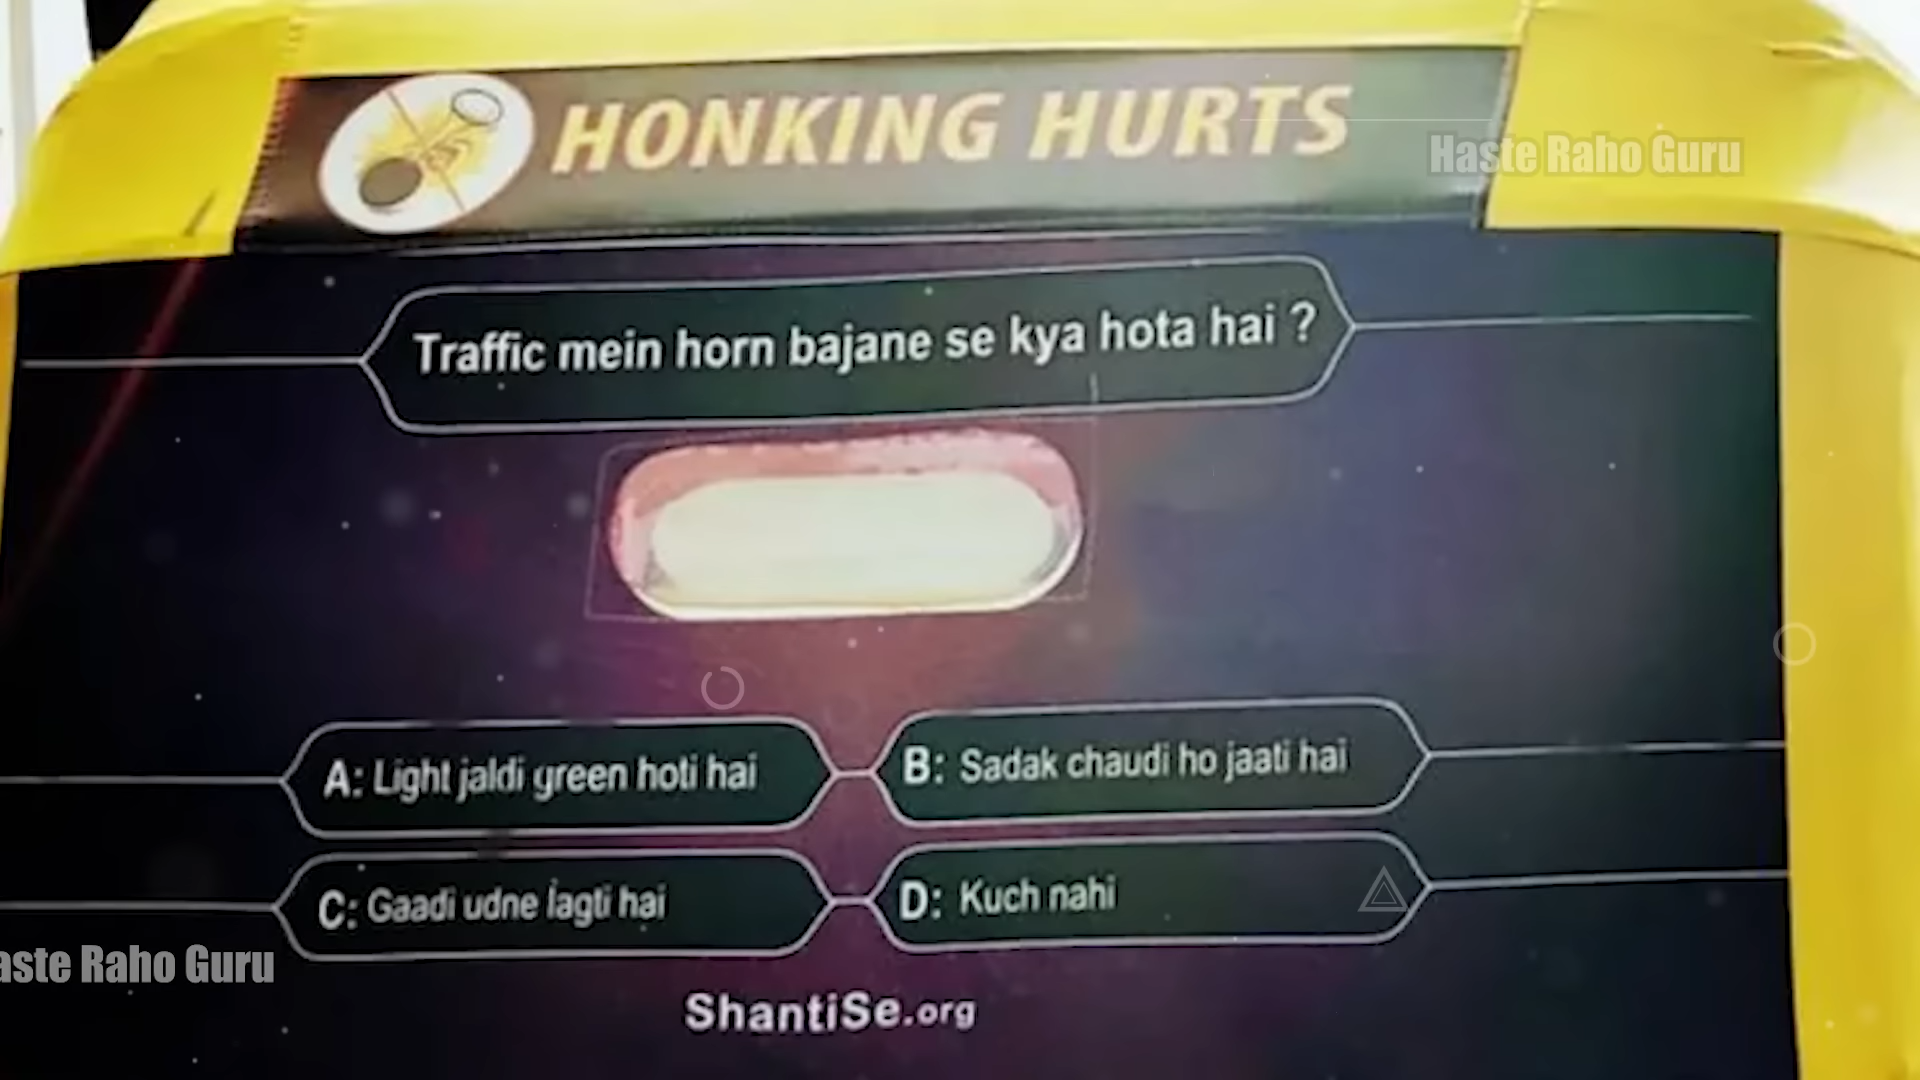 HONKING HURTS
Haste Raho Guru
Traffic mein horn bajane se kya hota hai ?
A: Light jaldi green hoti hai
B: Sadak chaudi ho jaati hai
C: Gaadi udne lagti hai
D: Kuch nahi
aste Raho Guru
ShantiSe.org